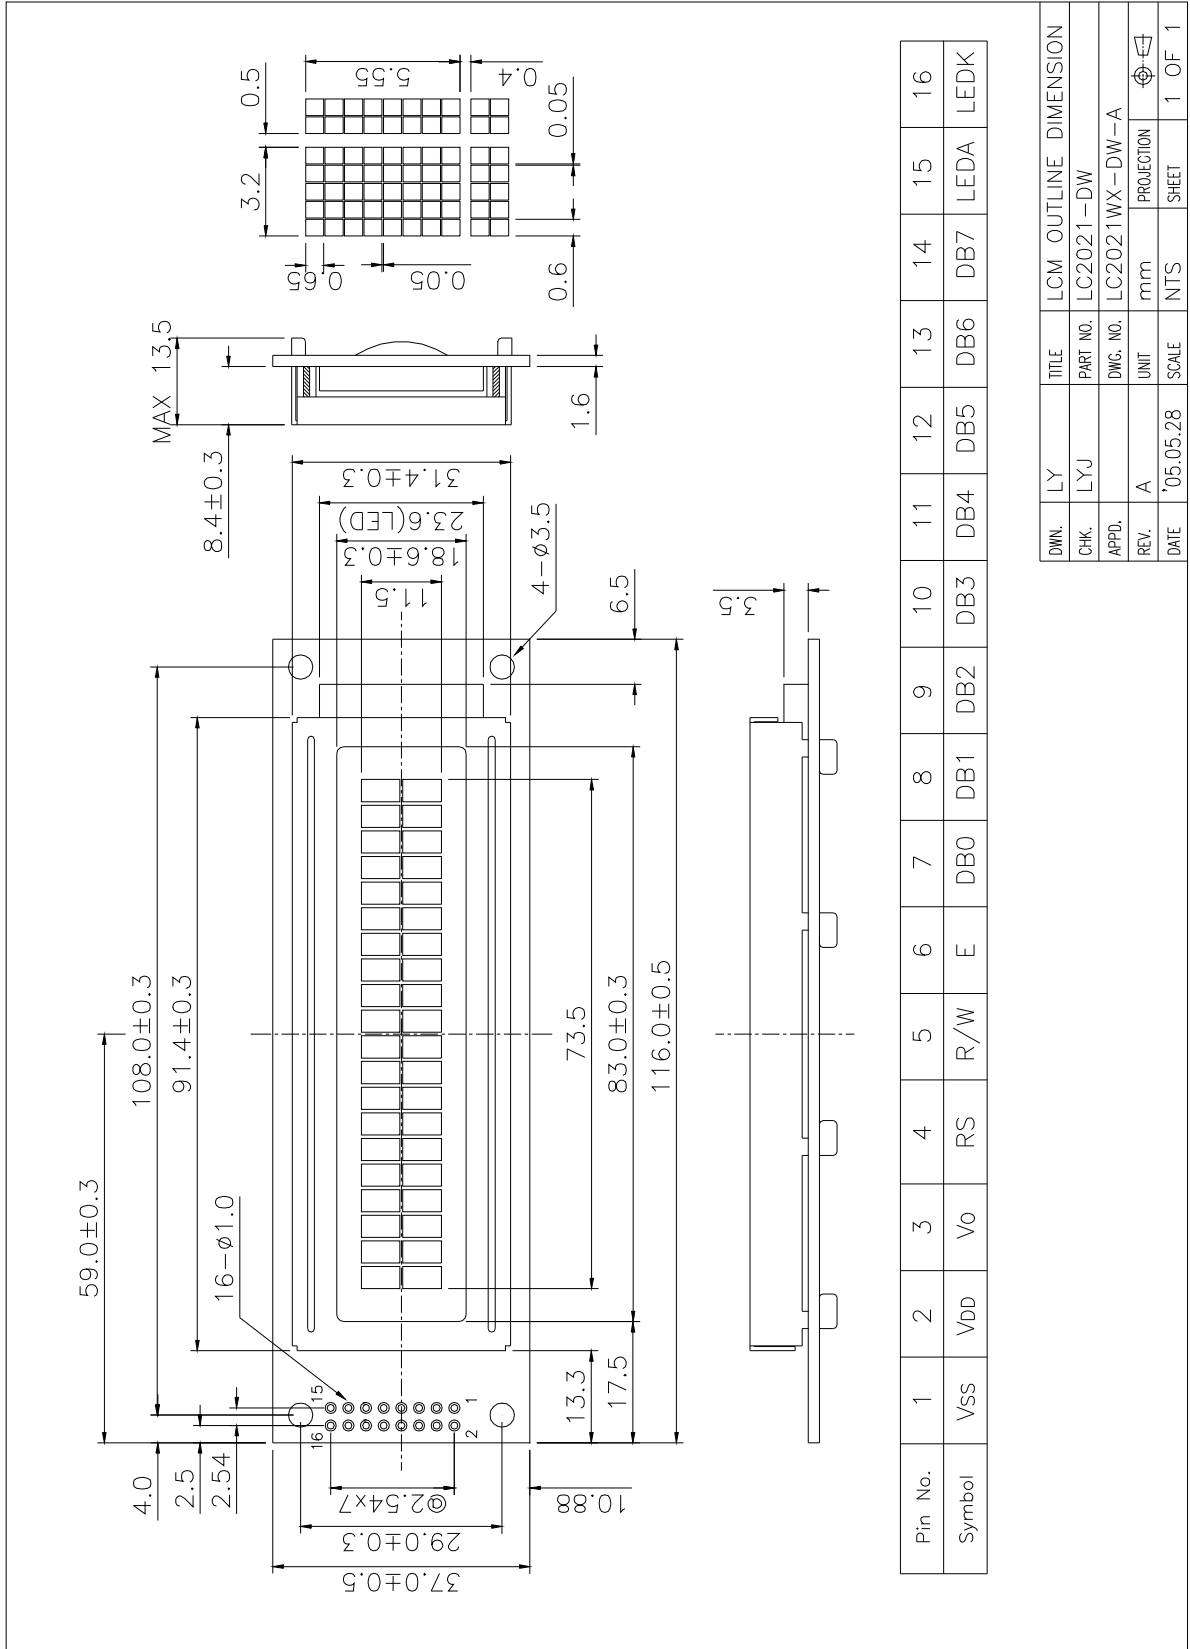 59.0±0.3
108.0±0.3
91.4±0.3
4.0
2.5
2.54
16-ø1.0
16
15
2
1
@2.54x7
29.0±0.3
37.0±0.5
10.88
13.3
17.5
73.5
83.0±0.3
116.0±0.5
6.5
4-ø3.5
11.5
18.6±0.3
23.6(LED)
31.4±0.3
8.4±0.3
MAX 13.5
1.6
3.2
0.5
5.55
0.4
0.65
0.05
0.6
0.05
3.5
Pin No. 1 2 3 4 5 6 7 8 9 10 11 12 13 14 15 16
Symbol VSS VDD Vo RS R/W E DB0 DB1 DB2 DB3 DB4 DB5 DB6 DB7 LEDA LEDK
DWN. LY TITLE LCM OUTLINE DIMENSION
CHK. LYJ PART NO. LC2021-DW
APPD. DWG. NO. LC2021WX-DW-A
REV. A UNIT mm PROJECTION
DATE '05.05.28 SCALE NTS SHEET 1 OF 1